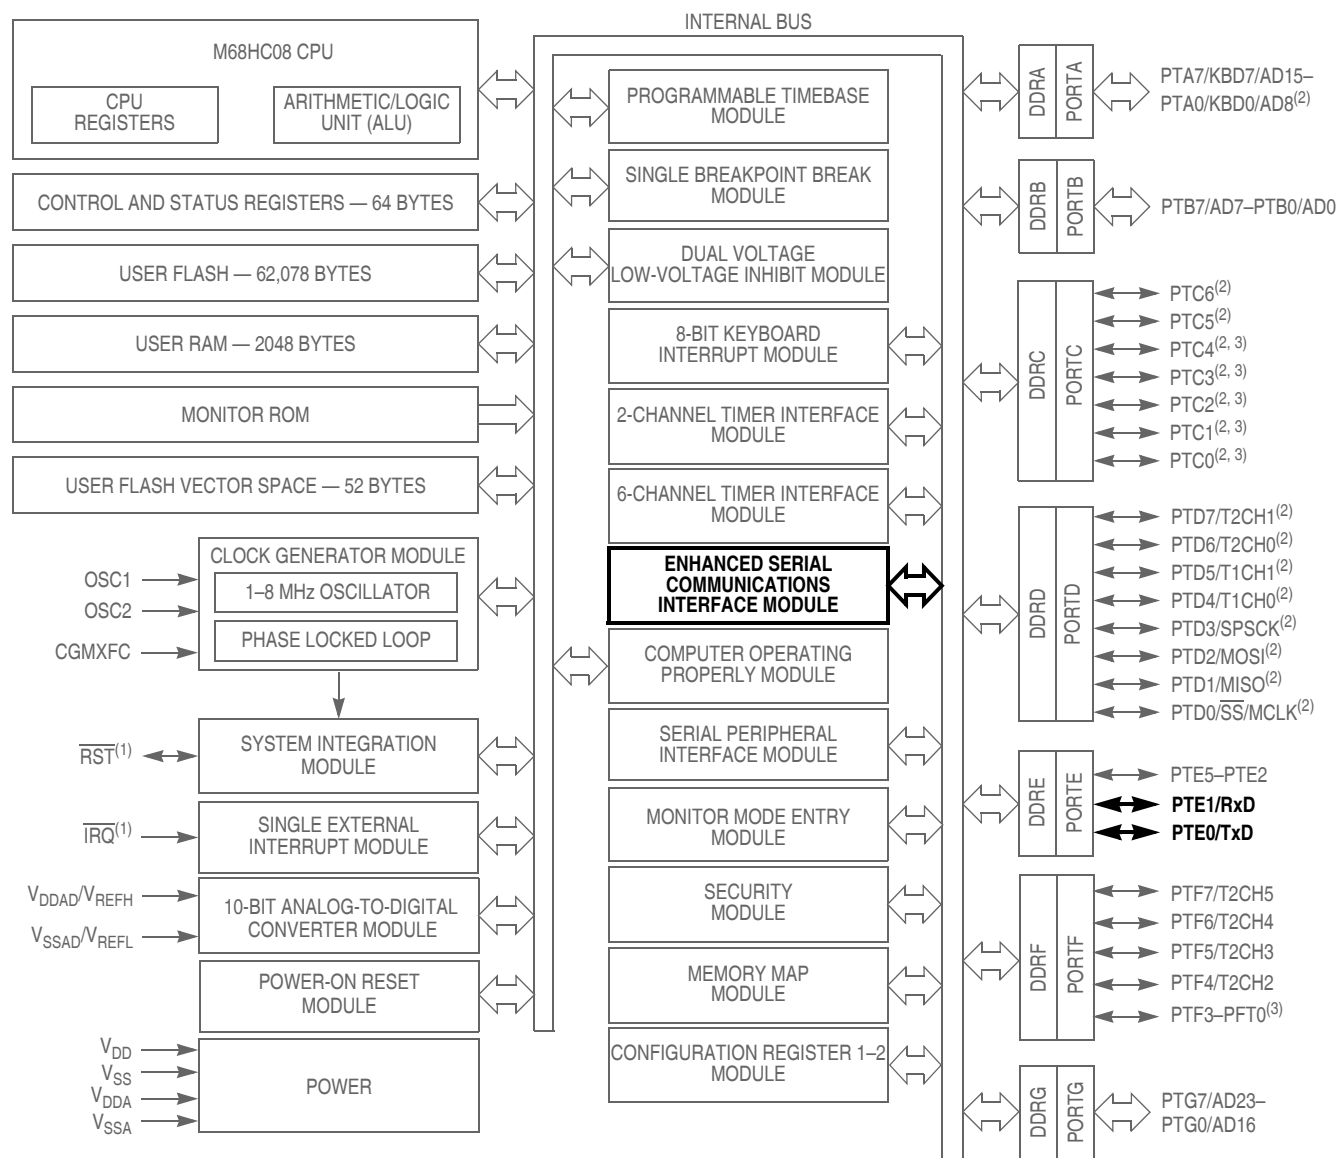 INTERNAL BUS
M68HC08 CPU
CPU
REGISTERS
ARITHMETIC/LOGIC
UNIT (ALU)
CONTROL AND STATUS REGISTERS — 64 BYTES
USER FLASH — 62,078 BYTES
USER RAM — 2048 BYTES
MONITOR ROM
USER FLASH VECTOR SPACE — 52 BYTES
CLOCK GENERATOR MODULE
1–8 MHz OSCILLATOR
PHASE LOCKED LOOP
OSC1
OSC2
CGMXFC
SYSTEM INTEGRATION
MODULE
RST(1)
SINGLE EXTERNAL
INTERRUPT MODULE
IRQ(1)
10-BIT ANALOG-TO-DIGITAL
CONVERTER MODULE
VDDAD/VREFH
VSSAD/VREFL
POWER-ON RESET
MODULE
POWER
VDD
VSS
VDDA
VSSA
PROGRAMMABLE TIMEBASE
MODULE
SINGLE BREAKPOINT BREAK
MODULE
DUAL VOLTAGE
LOW-VOLTAGE INHIBIT MODULE
8-BIT KEYBOARD
INTERRUPT MODULE
2-CHANNEL TIMER INTERFACE
MODULE
6-CHANNEL TIMER INTERFACE
MODULE
ENHANCED SERIAL
COMMUNICATIONS
INTERFACE MODULE
COMPUTER OPERATING
PROPERLY MODULE
SERIAL PERIPHERAL
INTERFACE MODULE
MONITOR MODE ENTRY
MODULE
SECURITY
MODULE
MEMORY MAP
MODULE
CONFIGURATION REGISTER 1–2
MODULE
DDRA
PORTA
PTA7/KBD7/AD15–
PTA0/KBD0/AD8(2)
DDRB
PORTB
PTB7/AD7–PTB0/AD0
DDRC
PORTC
PTC6(2)
PTC5(2)
PTC4(2, 3)
PTC3(2, 3)
PTC2(2, 3)
PTC1(2, 3)
PTC0(2, 3)
DDRD
PORTD
PTD7/T2CH1(2)
PTD6/T2CH0(2)
PTD5/T1CH1(2)
PTD4/T1CH0(2)
PTD3/SPSCK(2)
PTD2/MOSI(2)
PTD1/MISO(2)
PTD0/SS/MCLK(2)
DDRE
PORTE
PTE5–PTE2
PTE1/RxD
PTE0/TxD
DDRF
PORTF
PTF7/T2CH5
PTF6/T2CH4
PTF5/T2CH3
PTF4/T2CH2
PTF3–PFT0(3)
DDRG
PORTG
PTG7/AD23–
PTG0/AD16